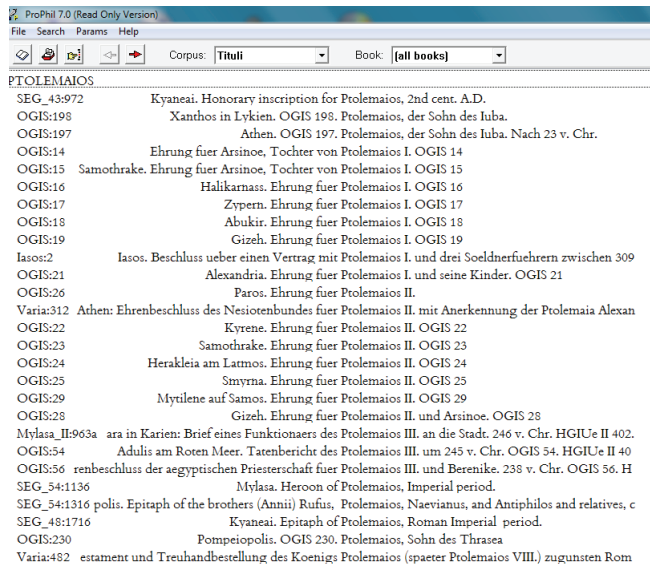 ProPhil 7.0 (Read Only Version)
File Search Params Help
Corpus: Tituli Book: (all books)
PTOLEMAIOS
SEG_43:972 Kyaneai. Honorary inscription for Ptolemaios, 2nd cent. A.D.
OGIS:198 Xanthos in Lykien. OGIS 198. Ptolemaios, der Sohn des Iuba.
OGIS:197 Athen. OGIS 197. Ptolemaios, der Sohn des Iuba. Nach 23 v. Chr.
OGIS:14 Ehrung fuer Arsinoe, Tochter von Ptolemaios I. OGIS 14
OGIS:15 Samothrake. Ehrung fuer Arsinoe, Tochter von Ptolemaios I. OGIS 15
OGIS:16 Halikarnass. Ehrung fuer Ptolemaios I. OGIS 16
OGIS:17 Zypern. Ehrung fuer Ptolemaios I. OGIS 17
OGIS:18 Abukir. Ehrung fuer Ptolemaios I. OGIS 18
OGIS:19 Gizeh. Ehrung fuer Ptolemaios I. OGIS 19
Iasos:2 Iasos. Beschluss ueber einen Vertrag mit Ptolemaios I. und drei Soeldnerfuehrern zwischen 309
OGIS:21 Alexandria. Ehrung fuer Ptolemaios I. und seine Kinder. OGIS 21
OGIS:26 Paros. Ehrung fuer Ptolemaios II.
Varia:312 Athen: Ehrenbeschluss des Nesiotenbundes fuer Ptolemaios II. mit Anerkennung der Ptolemaia Alexan
OGIS:22 Kyrene. Ehrung fuer Ptolemaios II. OGIS 22
OGIS:23 Samothrake. Ehrung fuer Ptolemaios II. OGIS 23
OGIS:24 Herakleia am Latmos. Ehrung fuer Ptolemaios II. OGIS 24
OGIS:25 Smyrna. Ehrung fuer Ptolemaios II. OGIS 25
OGIS:29 Mytilene auf Samos. Ehrung fuer Ptolemaios II. OGIS 29
OGIS:28 Gizeh. Ehrung fuer Ptolemaios II. und Arsinoe. OGIS 28
Mylasa_II:963a ara in Karien: Brief eines Funktionaers des Ptolemaios III. an die Stadt. 246 v. Chr. HGIUe II 402.
OGIS:54 Adulis am Roten Meer. Tatenbericht des Ptolemaios III. um 245 v. Chr. OGIS 54. HGIUe II 40
OGIS:56 renbeschluss der aegyptischen Priesterschaft fuer Ptolemaios III. und Berenike. 238 v. Chr. OGIS 56. H
SEG_54:1136 Mylasa. Heroon of Ptolemaios, Imperial period.
SEG_54:1316 polis. Epitaph of the brothers (Annii) Rufus, Ptolemaios, Naevianus, and Antiphilos and relatives, c
SEG_48:1716 Kyaneai. Epitaph of Ptolemaios, Roman Imperial period.
OGIS:230 Pompeiopolis. OGIS 230. Ptolemaios, Sohn des Thrasea
Varia:482 estament und Treuhandbestellung des Koenigs Ptolemaios (spaeter Ptolemaios VIII.) zugunsten Rom